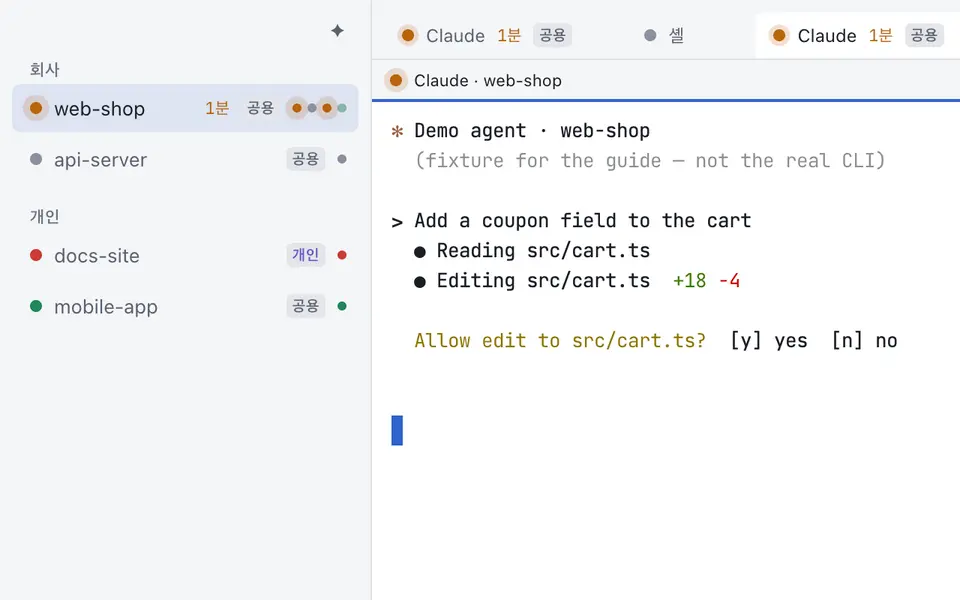 회사
web-shop 1분 공용
api-server 공용
개인
docs-site 개인
mobile-app 공용
Claude 1분 공용 셸 Claude 1분 공용
Claude · web-shop
* Demo agent · web-shop
(fixture for the guide — not the real CLI)
> Add a coupon field to the cart
● Reading src/cart.ts
● Editing src/cart.ts +18 -4
Allow edit to src/cart.ts? [y] yes [n] no